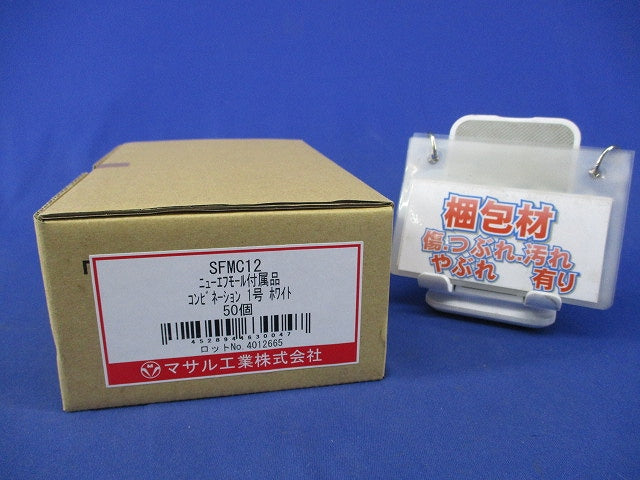 SFMC12
ニューエフモール付属品
コンビネーション 1号 ホワイト
50個
4528944630047
ロットNo.4012665
マサル工業株式会社
梱包材
傷、つぶれ、汚れ
やぶれ 有り